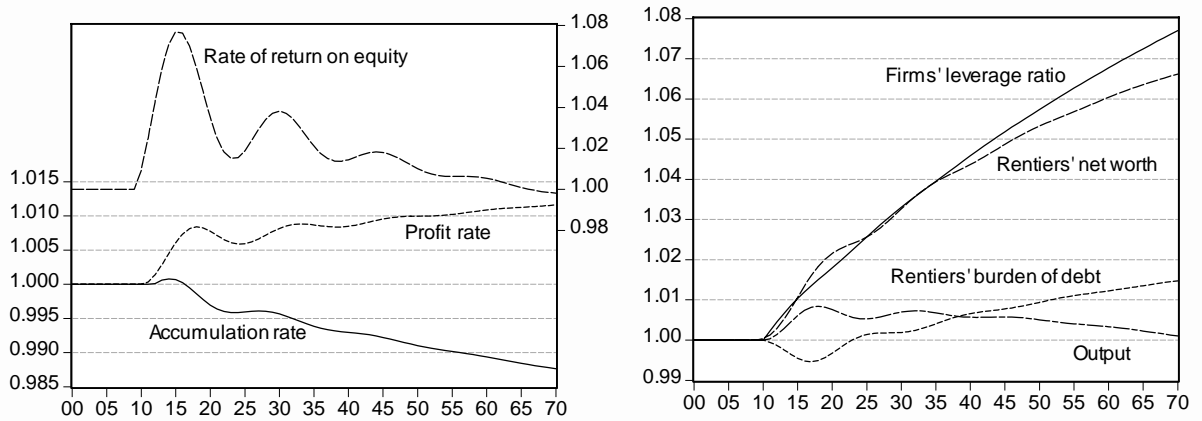 1.08
Rate of return on equity
1.06
1.04
1.02
1.015
1.00
1.010
Profit rate
0.98
1.005
1.000
0.995
Accumulation rate
0.990
0.985
00 05 10 15 20 25 30 35 40 45 50 55 60 65 70
1.08
1.07
Firms' leverage ratio
1.06
1.05
Rentiers' net worth
1.04
1.03
1.02
Rentiers' burden of debt
1.01
1.00
Output
0.99
00 05 10 15 20 25 30 35 40 45 50 55 60 65 70